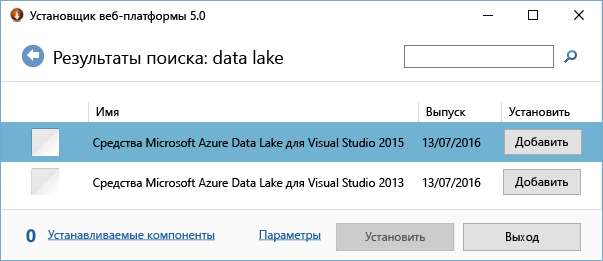 Установщик веб-платформы 5.0
Результаты поиска: data lake
Имя Выпуск Установить
Средства Microsoft Azure Data Lake для Visual Studio 2015 13/07/2016 Добавить
Средства Microsoft Azure Data Lake для Visual Studio 2013 13/07/2016 Добавить
0 Устанавливаемые компоненты Параметры Установить Выход